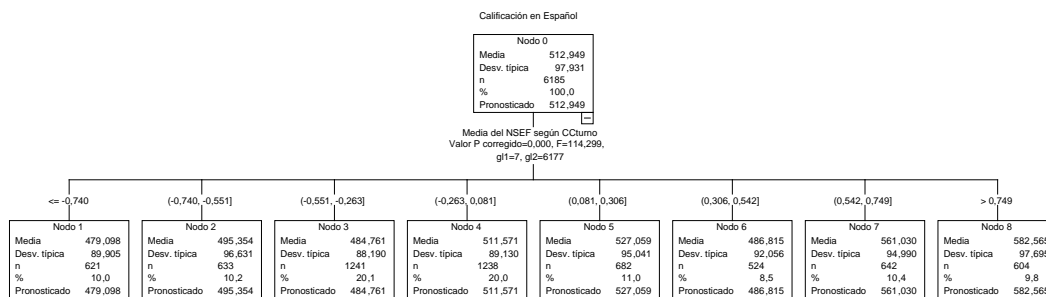 Calificación en Español
Nodo 0
Media 512,949
Desv. típica 97,931
n 6185
% 100,0
Pronosticado 512,949
Media del NSEF según CCturno
Valor P corregido=0,000, F=114,299,
gl1=7, gl2=6177
<= -0,740
(-0,740, -0,551]
(-0,551, -0,263]
(-0,263, 0,081]
(0,081, 0,306]
(0,306, 0,542]
(0,542, 0,749]
> 0,749
Nodo 1
Media 479,098
Desv. típica 89,905
n 621
% 10,0
Pronosticado 479,098
Nodo 2
Media 495,354
Desv. típica 96,631
n 633
% 10,2
Pronosticado 495,354
Nodo 3
Media 484,761
Desv. típica 88,190
n 1241
% 20,1
Pronosticado 484,761
Nodo 4
Media 511,571
Desv. típica 89,130
n 1238
% 20,0
Pronosticado 511,571
Nodo 5
Media 527,059
Desv. típica 95,041
n 682
% 11,0
Pronosticado 527,059
Nodo 6
Media 486,815
Desv. típica 92,056
n 524
% 8,5
Pronosticado 486,815
Nodo 7
Media 561,030
Desv. típica 94,990
n 642
% 10,4
Pronosticado 561,030
Nodo 8
Media 582,565
Desv. típica 97,695
n 604
% 9,8
Pronosticado 582,565